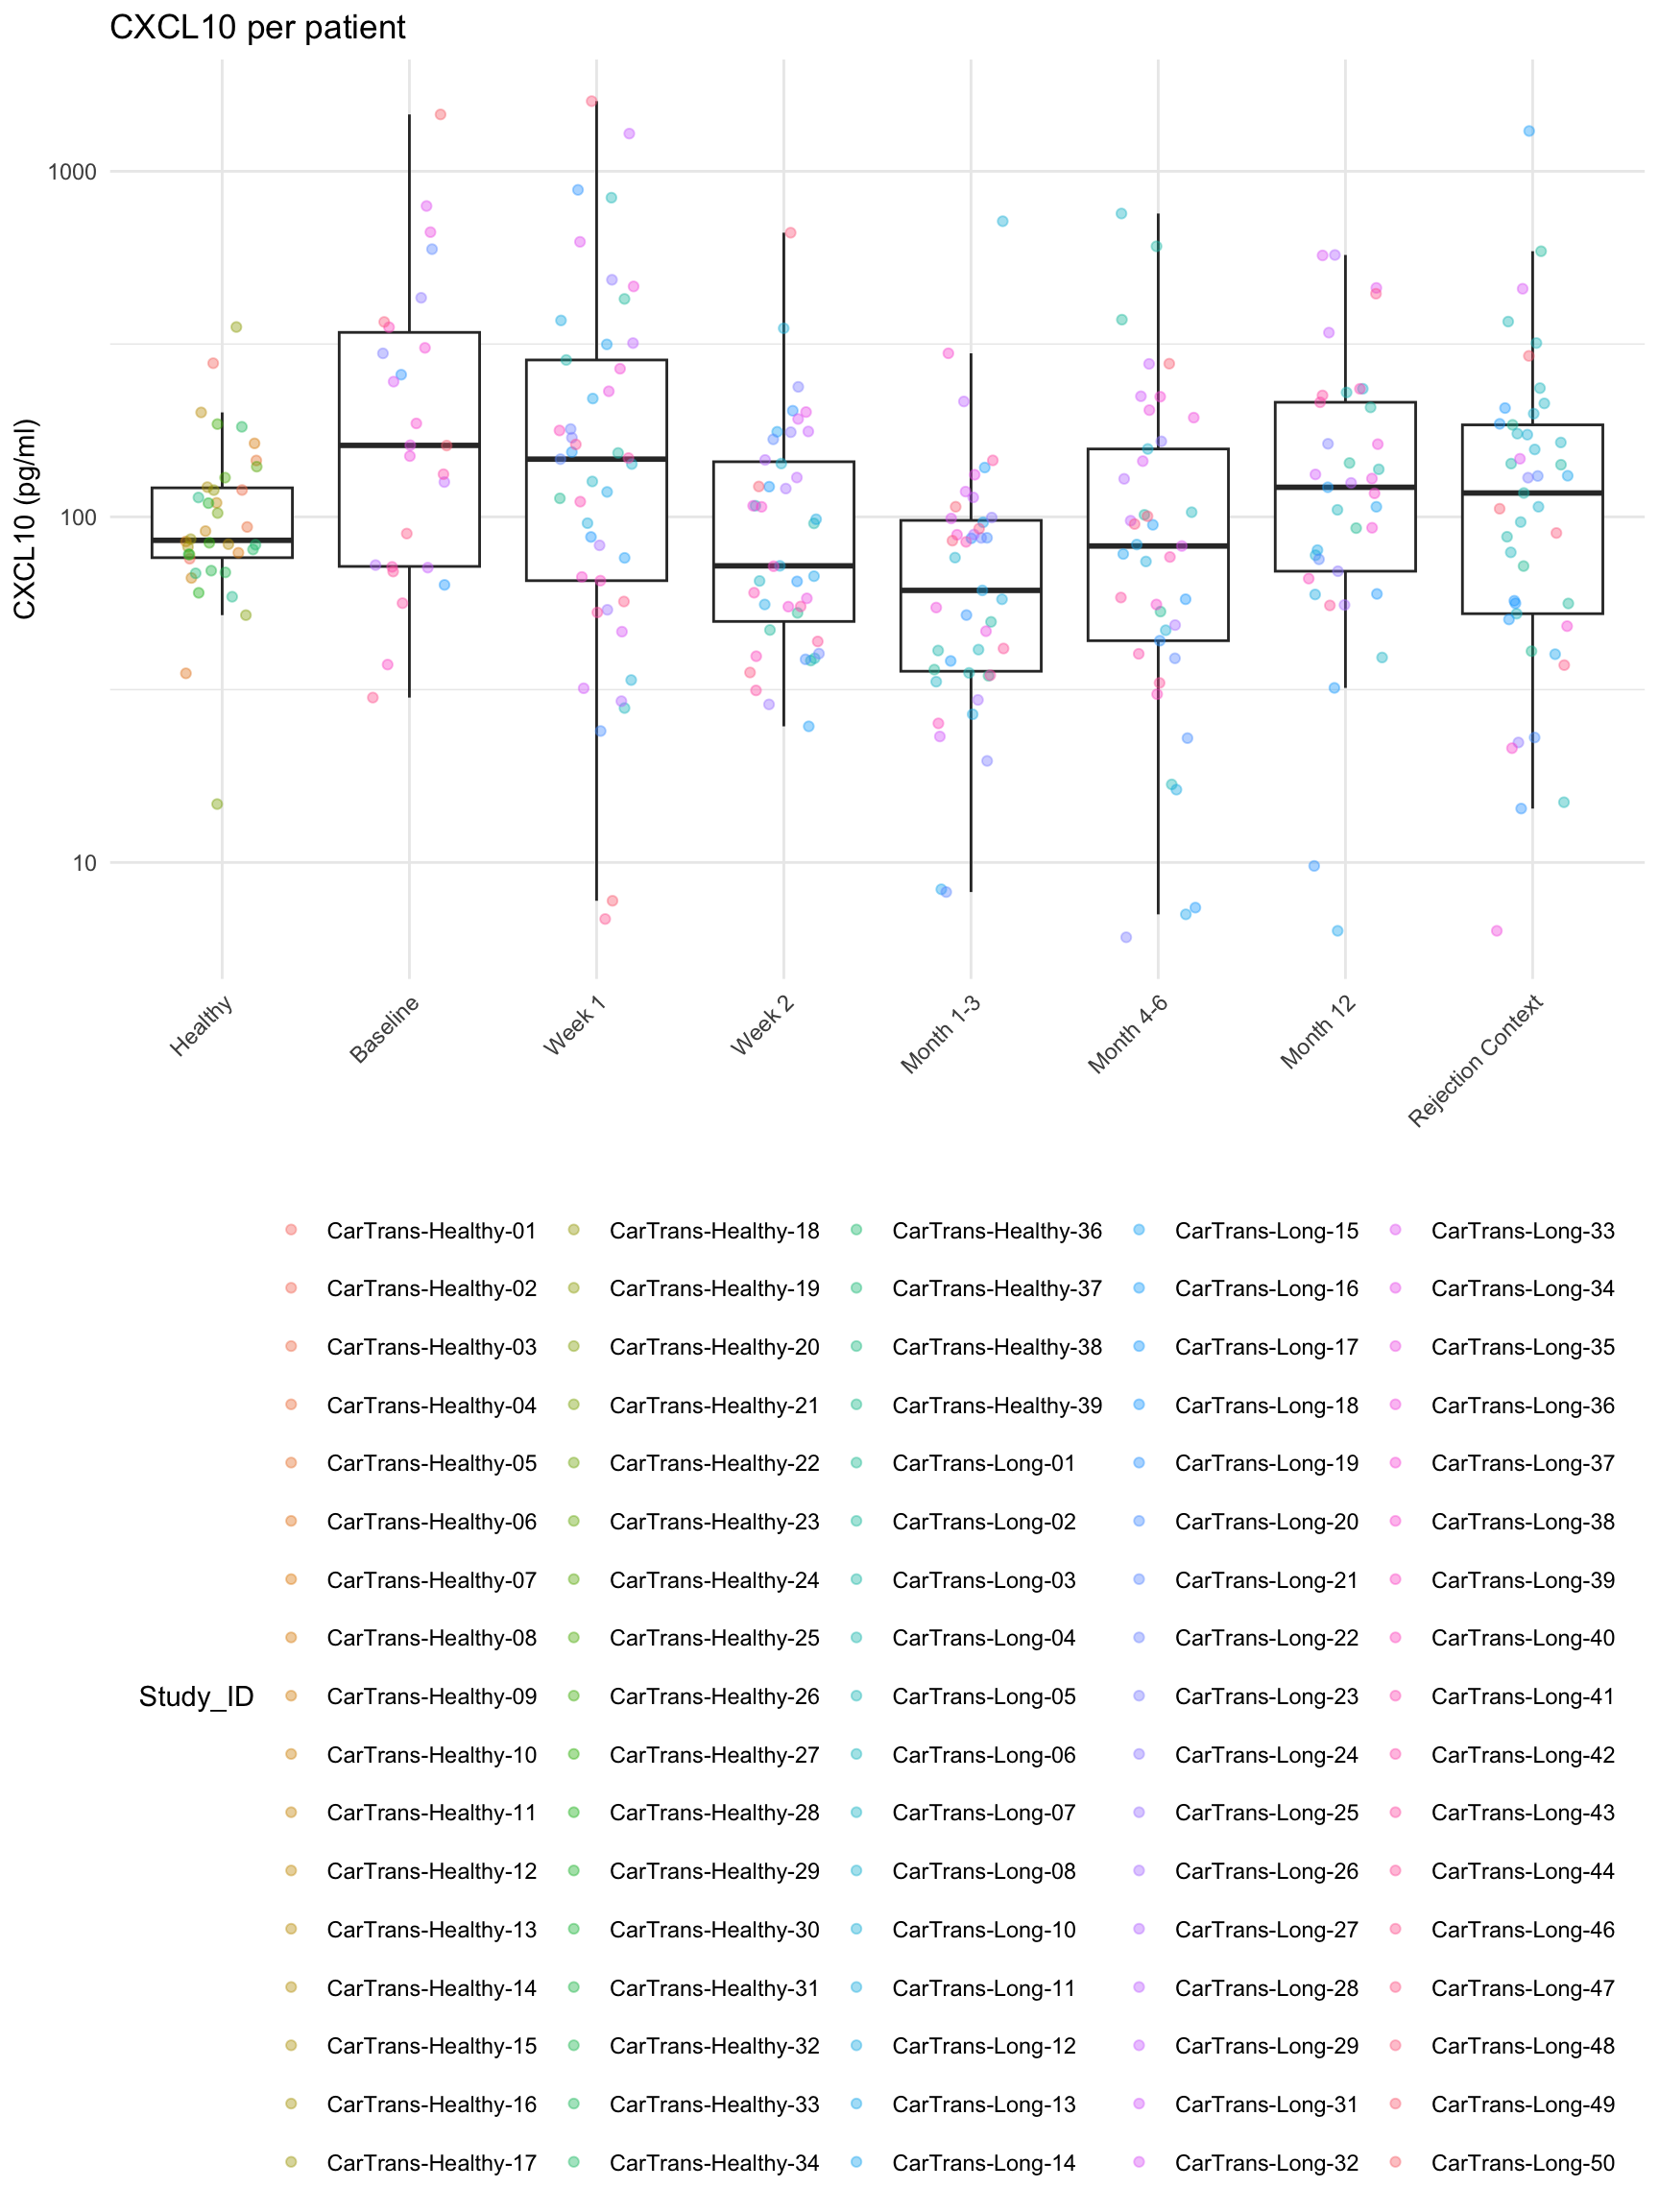 CXCL10 per patient
CXCL10 (pg/ml)
1000
100
10
Healthy
Baseline
Week 1
Week 2
Month 1-3
Month 4-6
Month 12
Rejection Context
Study_ID
CarTrans-Healthy-01
CarTrans-Healthy-02
CarTrans-Healthy-03
CarTrans-Healthy-04
CarTrans-Healthy-05
CarTrans-Healthy-06
CarTrans-Healthy-07
CarTrans-Healthy-08
CarTrans-Healthy-09
CarTrans-Healthy-10
CarTrans-Healthy-11
CarTrans-Healthy-12
CarTrans-Healthy-13
CarTrans-Healthy-14
CarTrans-Healthy-15
CarTrans-Healthy-16
CarTrans-Healthy-17
CarTrans-Healthy-18
CarTrans-Healthy-19
CarTrans-Healthy-20
CarTrans-Healthy-21
CarTrans-Healthy-22
CarTrans-Healthy-23
CarTrans-Healthy-24
CarTrans-Healthy-25
CarTrans-Healthy-26
CarTrans-Healthy-27
CarTrans-Healthy-28
CarTrans-Healthy-29
CarTrans-Healthy-30
CarTrans-Healthy-31
CarTrans-Healthy-32
CarTrans-Healthy-33
CarTrans-Healthy-34
CarTrans-Healthy-36
CarTrans-Healthy-37
CarTrans-Healthy-38
CarTrans-Healthy-39
CarTrans-Long-01
CarTrans-Long-02
CarTrans-Long-03
CarTrans-Long-04
CarTrans-Long-05
CarTrans-Long-06
CarTrans-Long-07
CarTrans-Long-08
CarTrans-Long-10
CarTrans-Long-11
CarTrans-Long-12
CarTrans-Long-13
CarTrans-Long-14
CarTrans-Long-15
CarTrans-Long-16
CarTrans-Long-17
CarTrans-Long-18
CarTrans-Long-19
CarTrans-Long-20
CarTrans-Long-21
CarTrans-Long-22
CarTrans-Long-23
CarTrans-Long-24
CarTrans-Long-25
CarTrans-Long-26
CarTrans-Long-27
CarTrans-Long-28
CarTrans-Long-29
CarTrans-Long-31
CarTrans-Long-32
CarTrans-Long-33
CarTrans-Long-34
CarTrans-Long-35
CarTrans-Long-36
CarTrans-Long-37
CarTrans-Long-38
CarTrans-Long-39
CarTrans-Long-40
CarTrans-Long-41
CarTrans-Long-42
CarTrans-Long-43
CarTrans-Long-44
CarTrans-Long-46
CarTrans-Long-47
CarTrans-Long-48
CarTrans-Long-49
CarTrans-Long-50